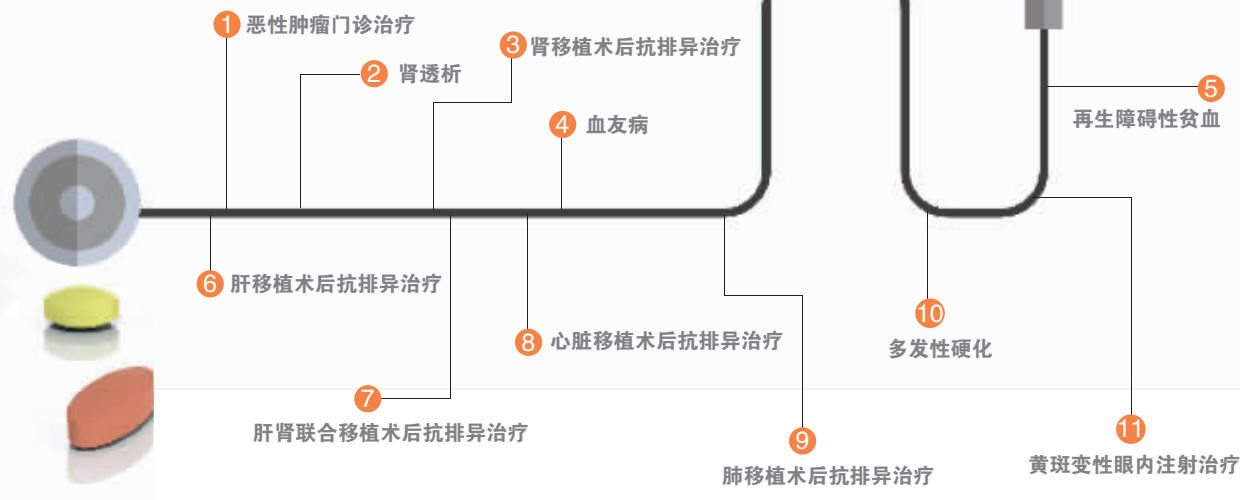 1 恶性肿瘤门诊治疗
2 肾透析
3 肾移植术后抗排异治疗
4 血友病
5
再生障碍性贫血
6 肝移植术后抗排异治疗
7
肝肾联合移植术后抗排异治疗
8 心脏移植术后抗排异治疗
9
肺移植术后抗排异治疗
10
多发性硬化
11
黄斑变性眼内注射治疗